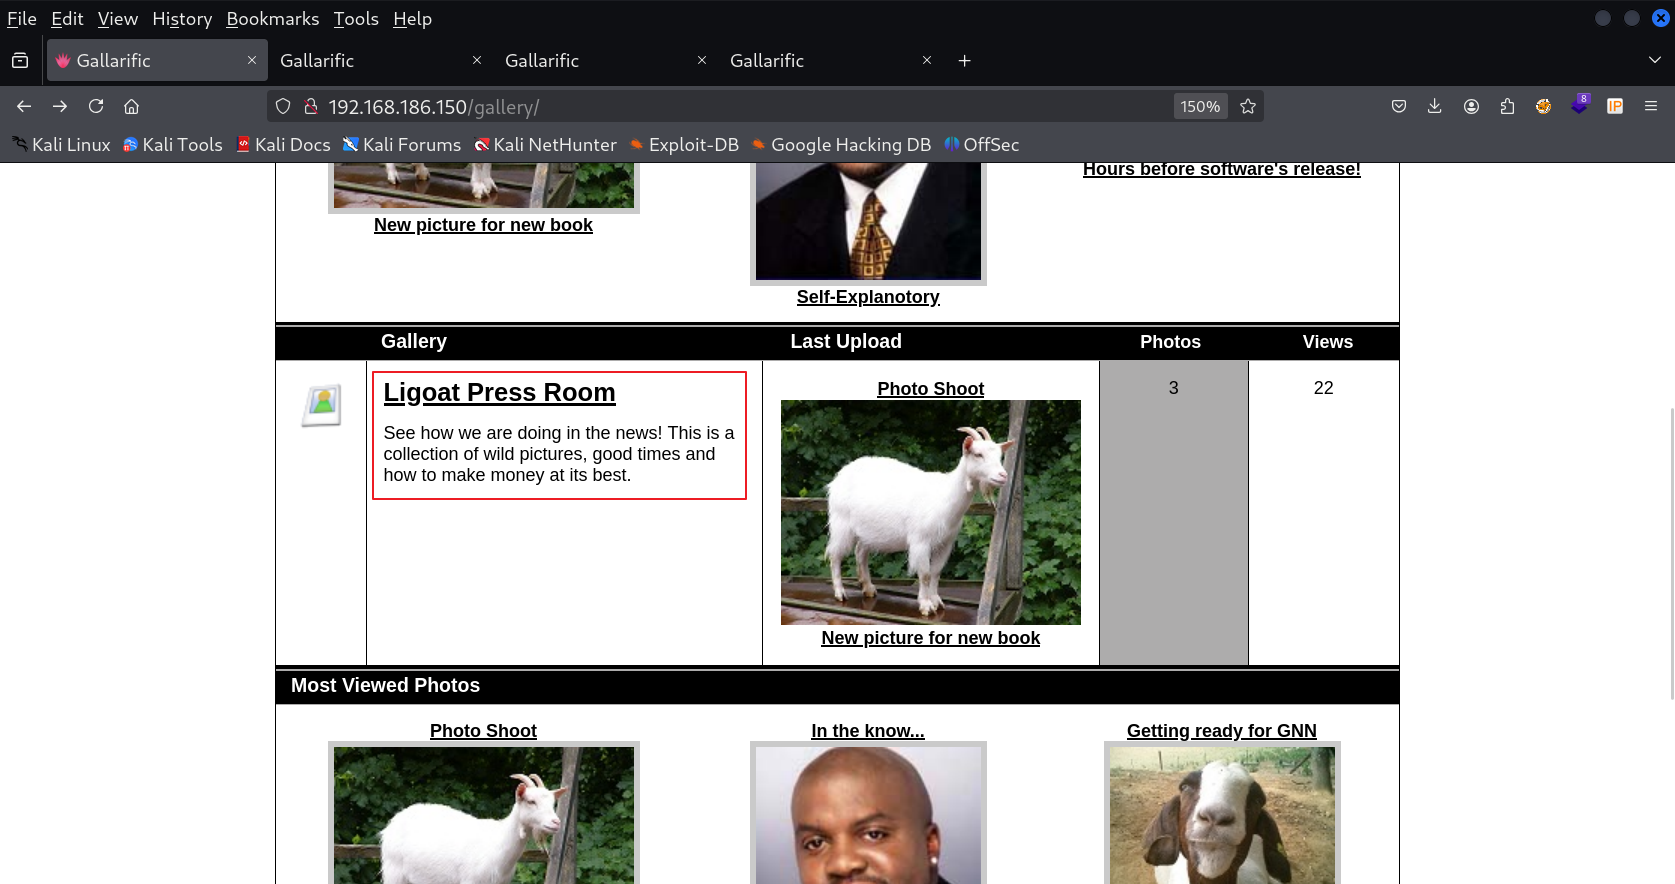 File Edit View History Bookmarks Tools Help
Gallarific Gallarific Gallarific Gallarific
192.168.186.150/gallery/ 150% 8 IP
Kali Linux Kali Tools Kali Docs Kali Forums Kali NetHunter Exploit-DB Google Hacking DB OffSec
Hours before software's release!
New picture for new book
Self-Explanotory
Gallery Last Upload Photos Views
Ligoat Press Room
See how we are doing in the news! This is a
collection of wild pictures, good times and
how to make money at its best.
Photo Shoot
New picture for new book
3
22
Most Viewed Photos
Photo Shoot In the know... Getting ready for GNN